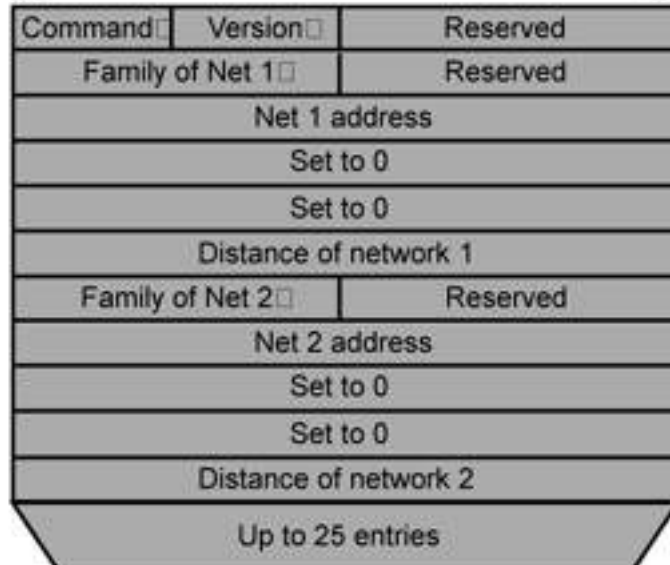 Command Version Reserved
Family of Net 1 Reserved
Net 1 address
Set to 0
Set to 0
Distance of network 1
Family of Net 2 Reserved
Net 2 address
Set to 0
Set to 0
Distance of network 2
Up to 25 entries